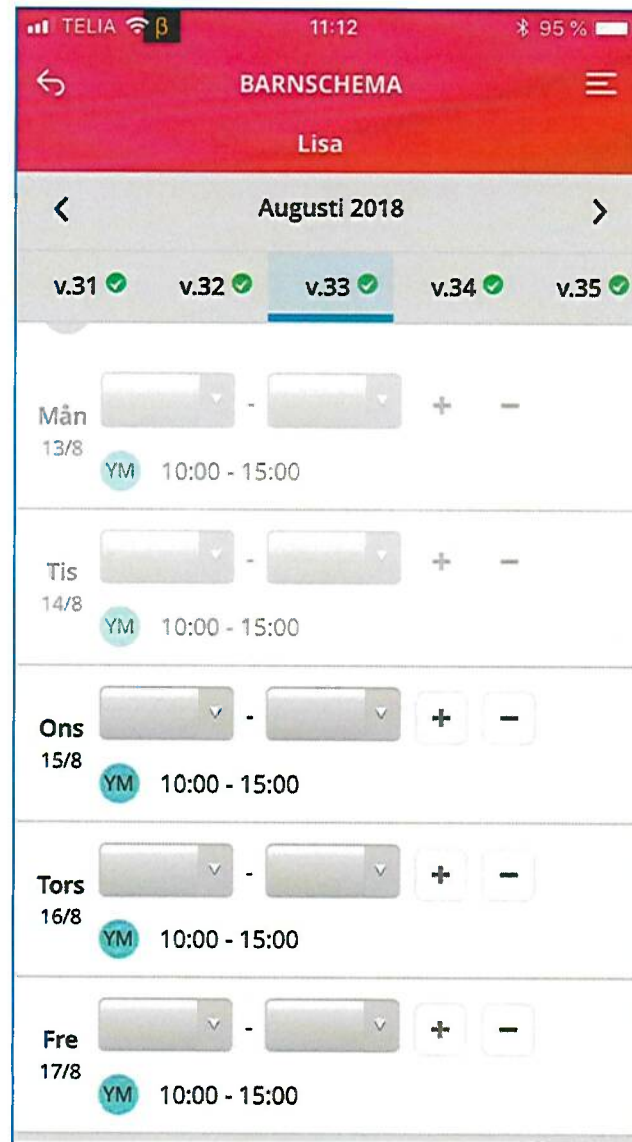 TELIA β 11:12 95 %
BARNSCHEMA
Lisa
Augusti 2018
v.31 v.32 v.33 v.34 v.35
Mån - + −
13/8
YM 10:00 - 15:00
Tis - + −
14/8
YM 10:00 - 15:00
Ons - + −
15/8
YM 10:00 - 15:00
Tors - + −
16/8
YM 10:00 - 15:00
Fre - + −
17/8
YM 10:00 - 15:00